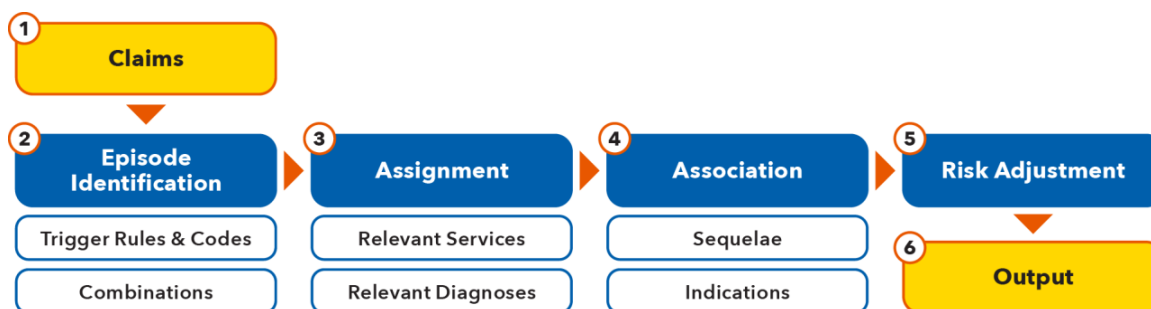 1
Claims
2
Episode
Identification
Trigger Rules & Codes
Combinations
3
Assignment
Relevant Services
Relevant Diagnoses
4
Association
Sequelae
Indications
5
Risk Adjustment
6
Output